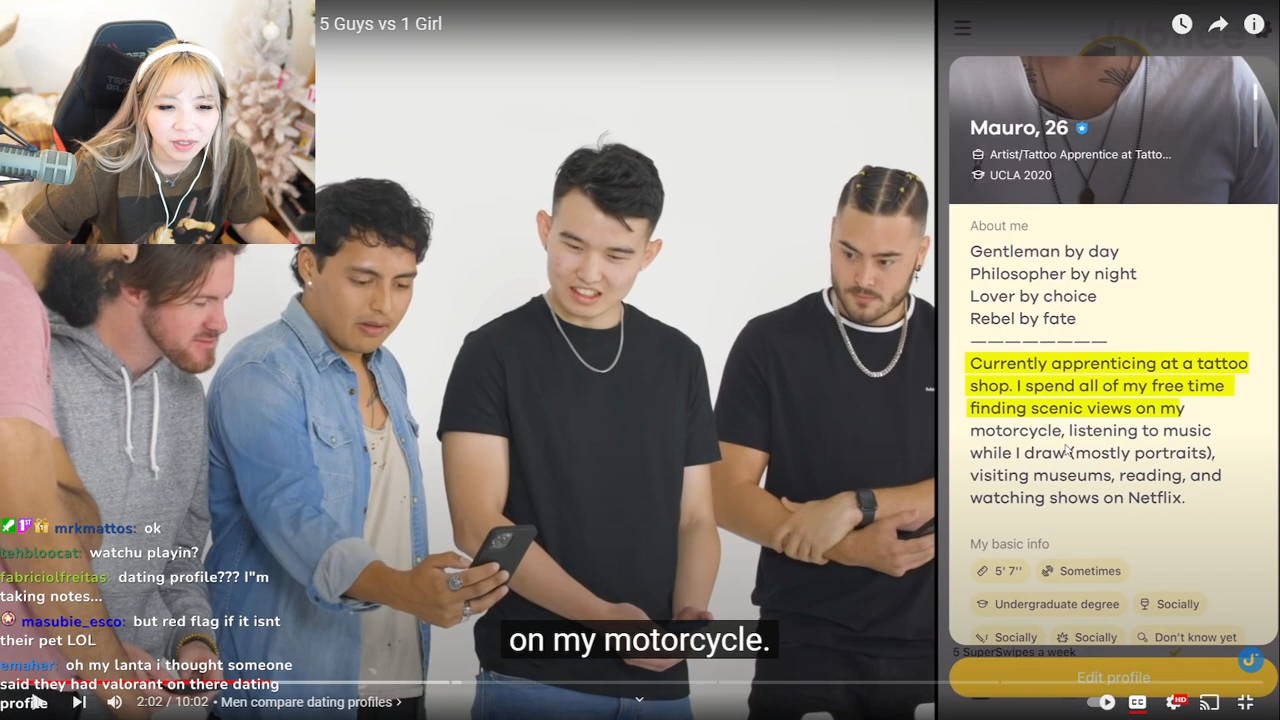 5 Guys vs 1 Girl
Mauro, 26
Artist/Tattoo Apprentice at Tatto...
UCLA 2020
About me
Gentleman by day
Philosopher by night
Lover by choice
Rebel by fate
—————————
Currently apprenticing at a tattoo
shop. I spend all of my free time
finding scenic views on my
motorcycle, listening to music
while I draw (mostly portraits),
visiting museums, reading, and
watching shows on Netflix.
My basic info
5' 7''
Sometimes
Undergraduate degree
Socially
Socially
Socially
Don't know yet
5 SuperSwipes a week
Edit profile
mrkmattos: ok
tehbloocat: watchu playin?
fabriciolfreitas: dating profile??? I"m
taking notes...
masubie_esco: but red flag if it isnt
their pet LOL
emaher: oh my lanta i thought someone
said they had valorant on there dating
profile
on my motorcycle.
2:02 / 10:02 • Men compare dating profiles >
CC
HD